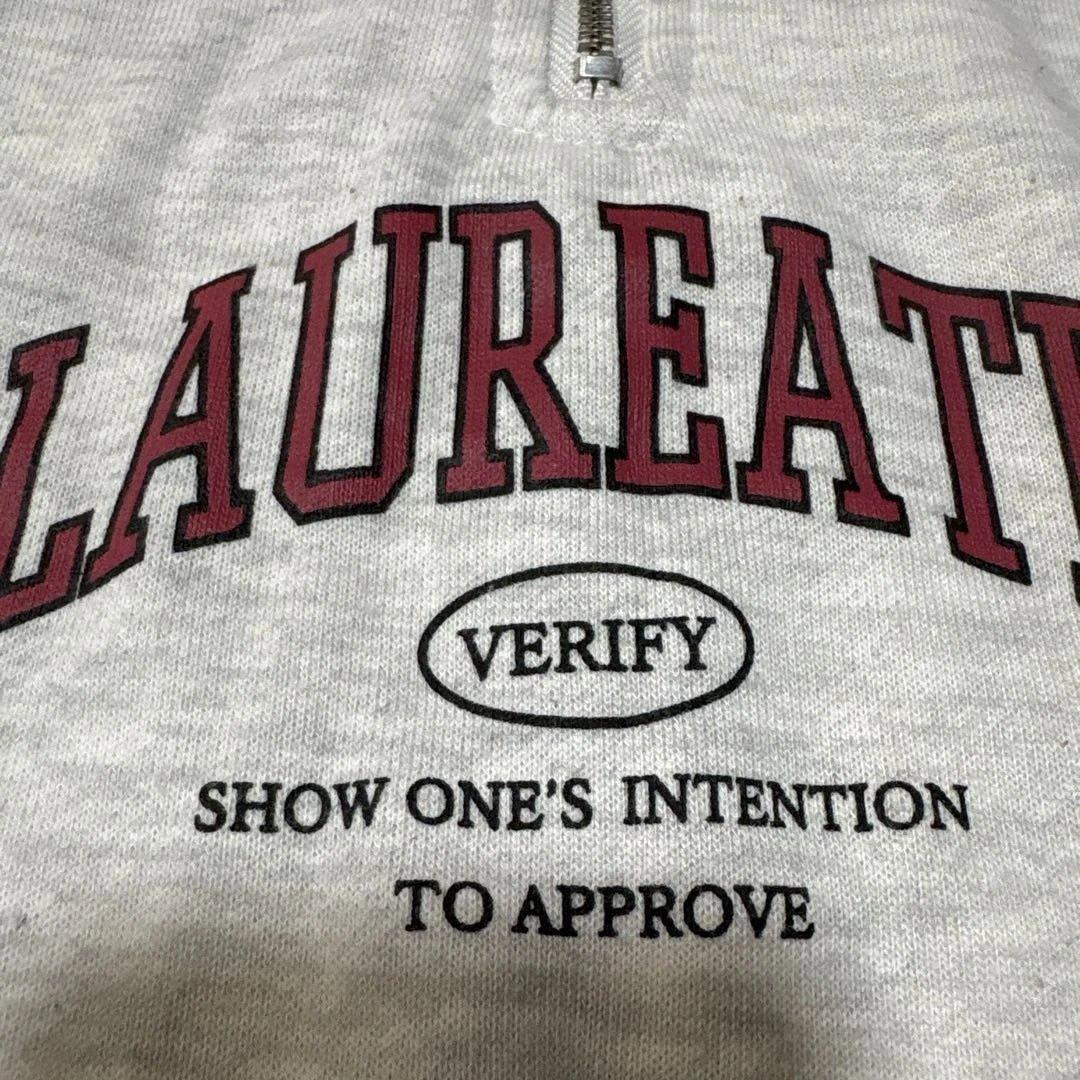 LAUREATE
VERIFY
SHOW ONE'S INTENTION
TO APPROVE